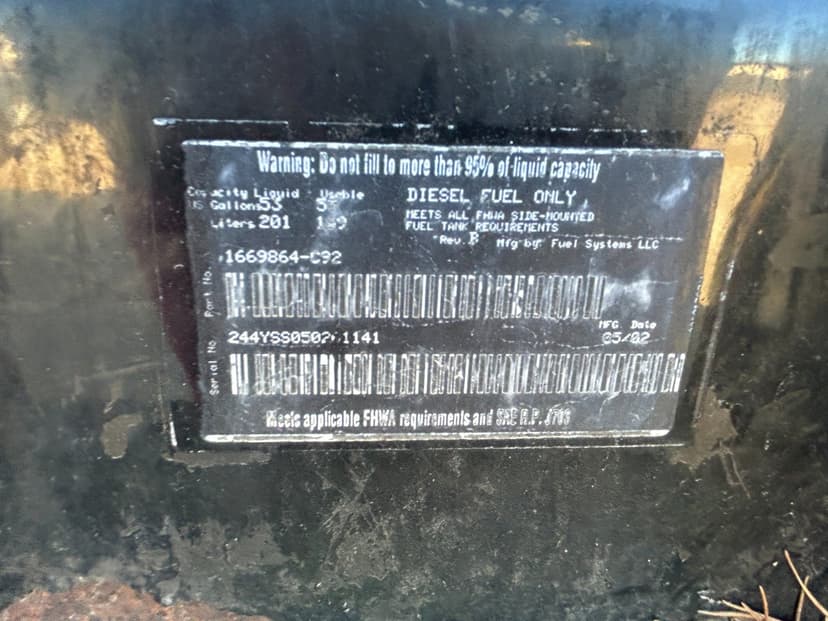 Warning: Do not fill to more than 95% of liquid capacity
Capacity Liquid Usable
US Gallons 53
Liters 201
DIESEL FUEL ONLY
MEETS ALL FHWA SIDE-MOUNTED
FUEL TANK REQUIREMENTS
Rev. Mfg by: Fuel Systems LLC
Part No. 1669864-C92
MFG Date
05/02
Serial No.
Meets applicable FHWA requirements and SAE R.P. J703